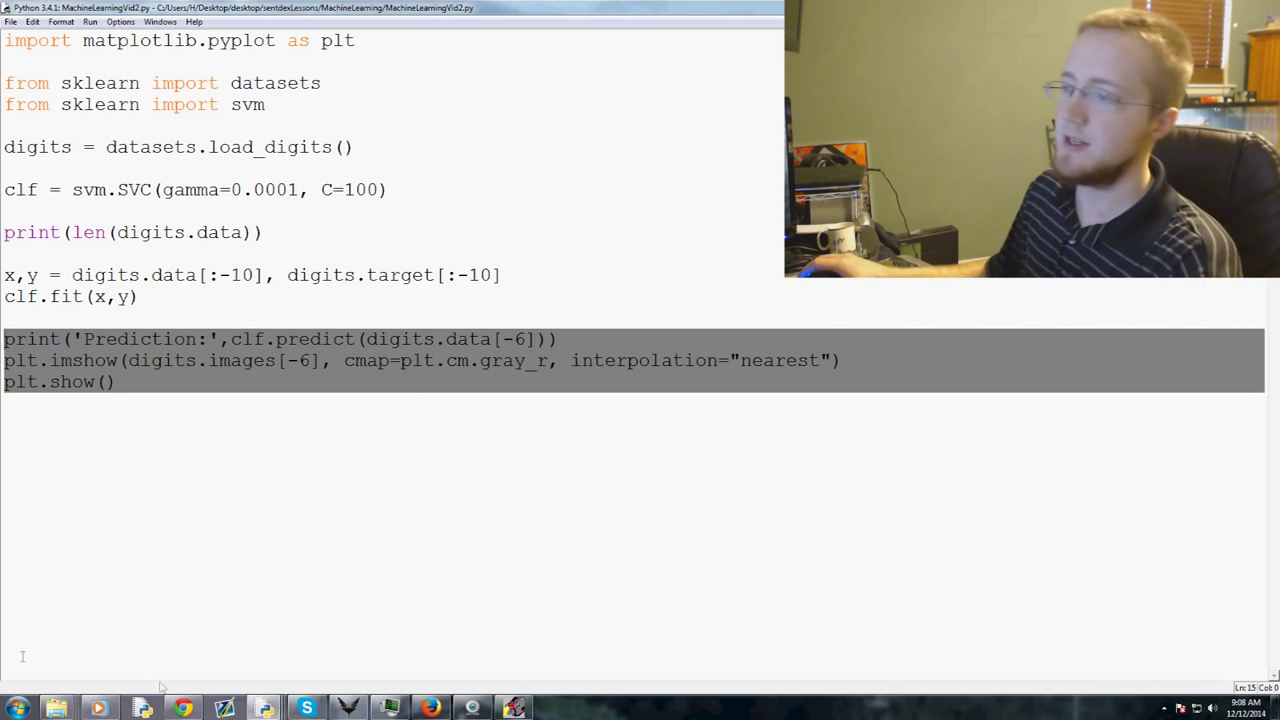 Python 3.4.1: MachineLearningVid2.py - C:/Users/H/Desktop/desktop/sentdexLessons/MachineLearning/MachineLearningVid2.py
File Edit Format Run Options Windows Help
import matplotlib.pyplot as plt
from sklearn import datasets
from sklearn import svm
digits = datasets.load_digits()
clf = svm.SVC(gamma=0.0001, C=100)
print(len(digits.data))
x,y = digits.data[:-10], digits.target[:-10]
clf.fit(x,y)
print('Prediction:',clf.predict(digits.data[-6]))
plt.imshow(digits.images[-6], cmap=plt.cm.gray_r, interpolation="nearest")
plt.show()
Ln: 15 Col: 0
9:08 AM
12/12/2014